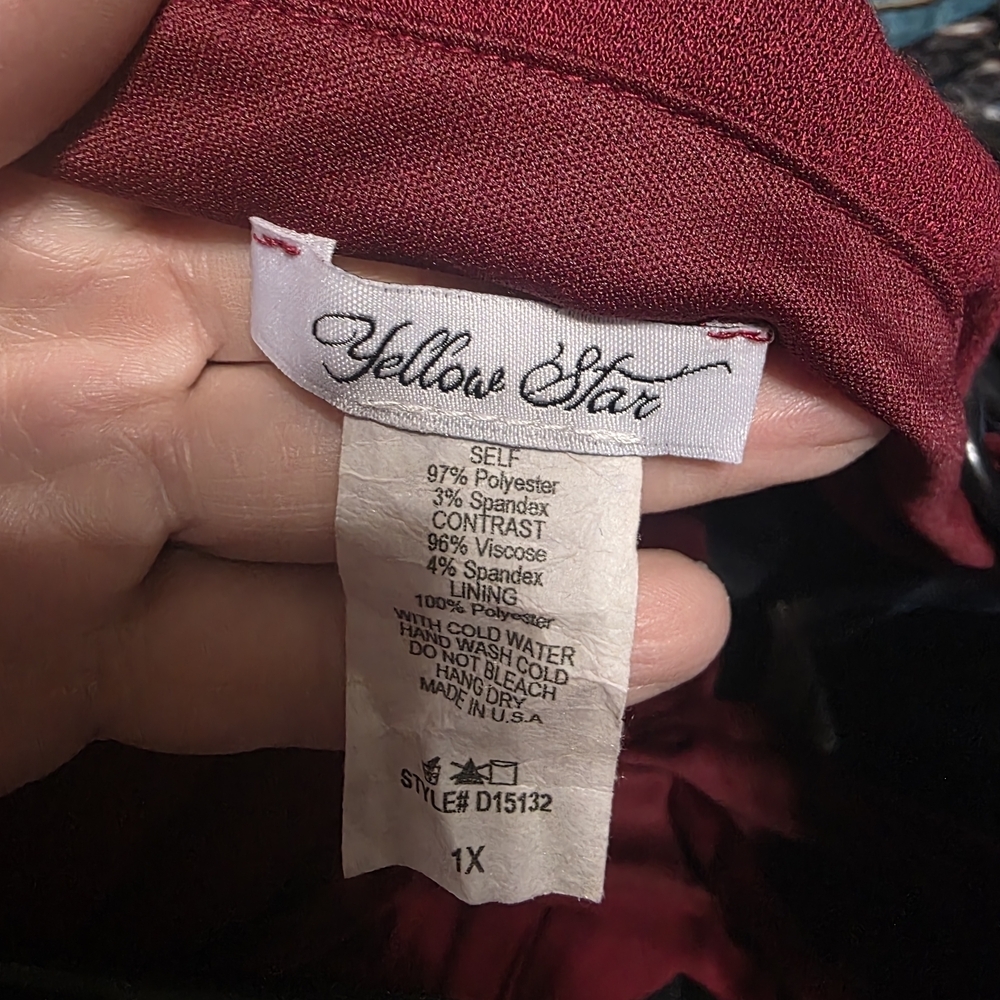 Yellow Star
SELF
97% Polyester
3% Spandex
CONTRAST
96% Viscose
4% Spandex
LINING
100% Polyester
WITH COLD WATER
HAND WASH COLD
DO NOT BLEACH
HANG DRY
MADE IN U.S.A
STYLE# D15132
1X